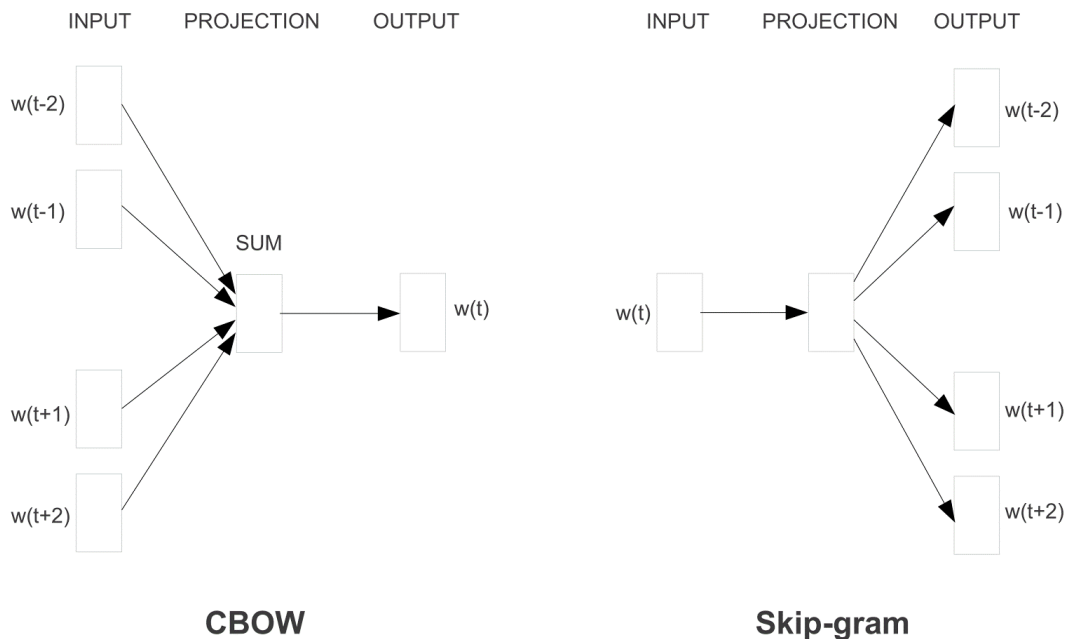 INPUT PROJECTION OUTPUT
w(t-2)
w(t-1)
SUM
w(t)
w(t+1)
w(t+2)
CBOW
INPUT PROJECTION OUTPUT
w(t-2)
w(t-1)
w(t)
w(t+1)
w(t+2)
Skip-gram